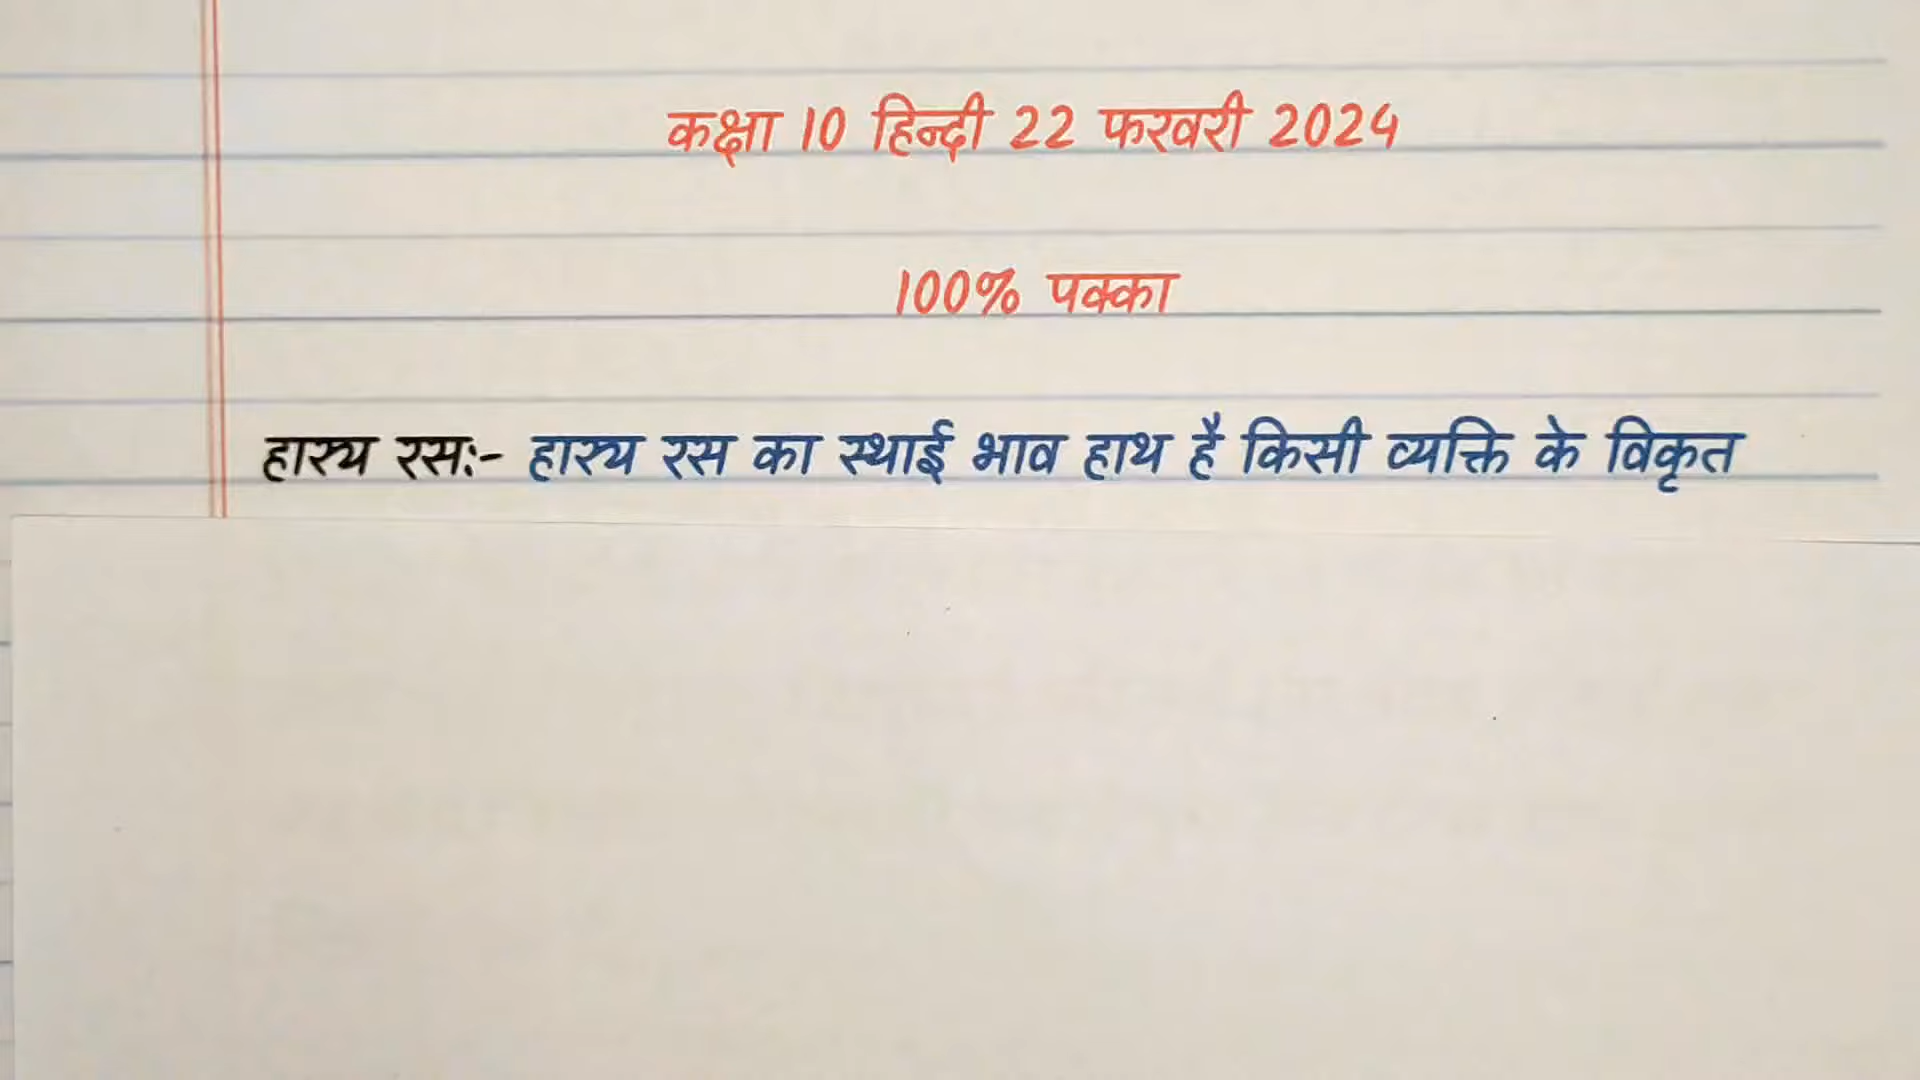 कक्षा 10 हिन्दी 22 फरवरी 2024
100% पक्का
हास्य रस:- हास्य रस का स्थाई भाव हाथ है किसी व्यक्ति के विकृत